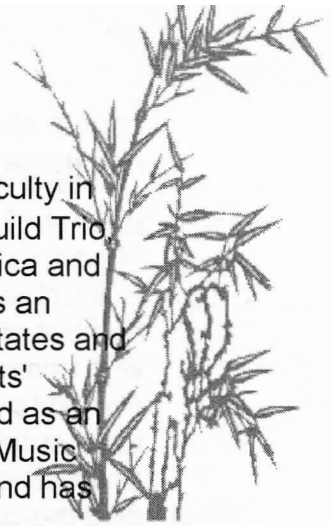 culty in
uild Trio,
ica and
s an
tates and
ts'
d as an
Music
nd has